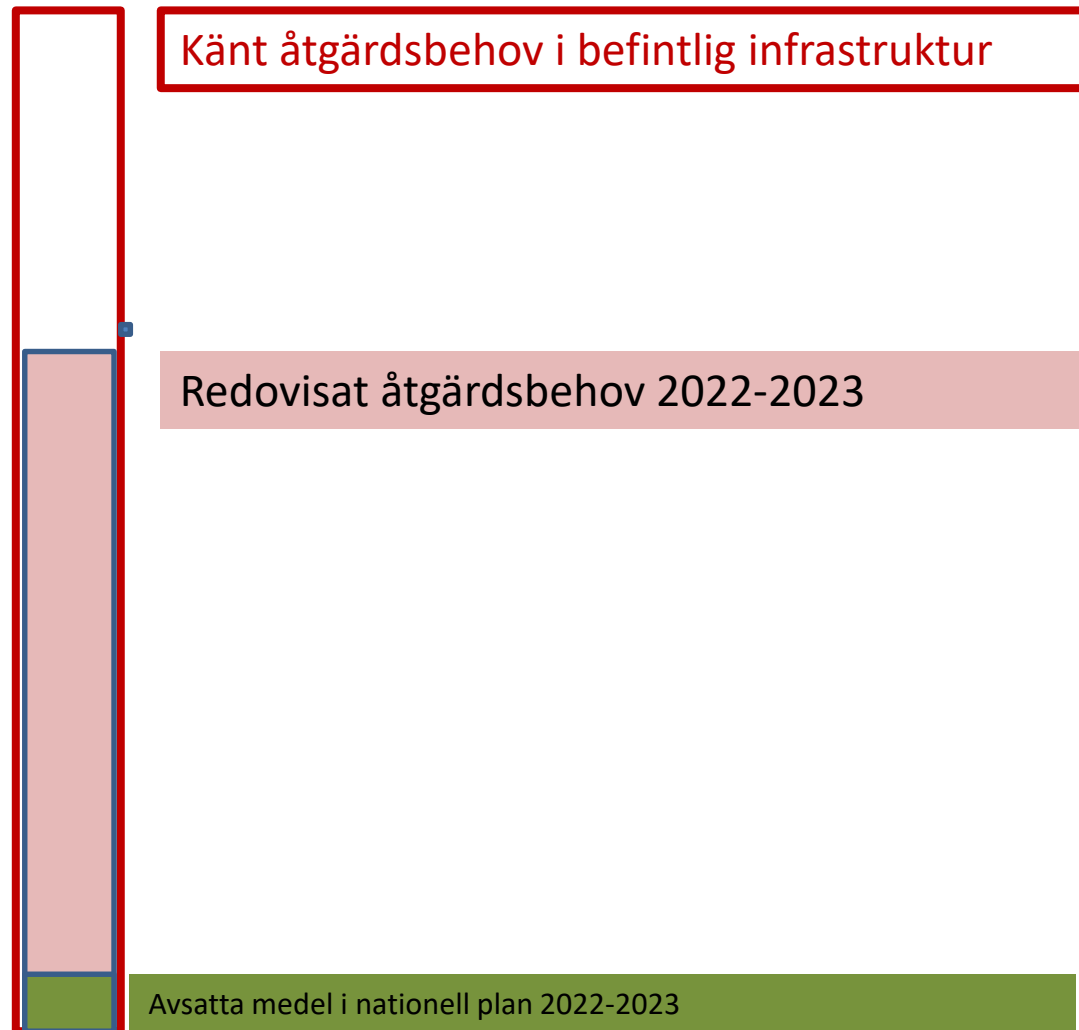 Känt åtgärdsbehov i befintlig infrastruktur
Redovisat åtgärdsbehov 2022-2023
Avsatta medel i nationell plan 2022-2023